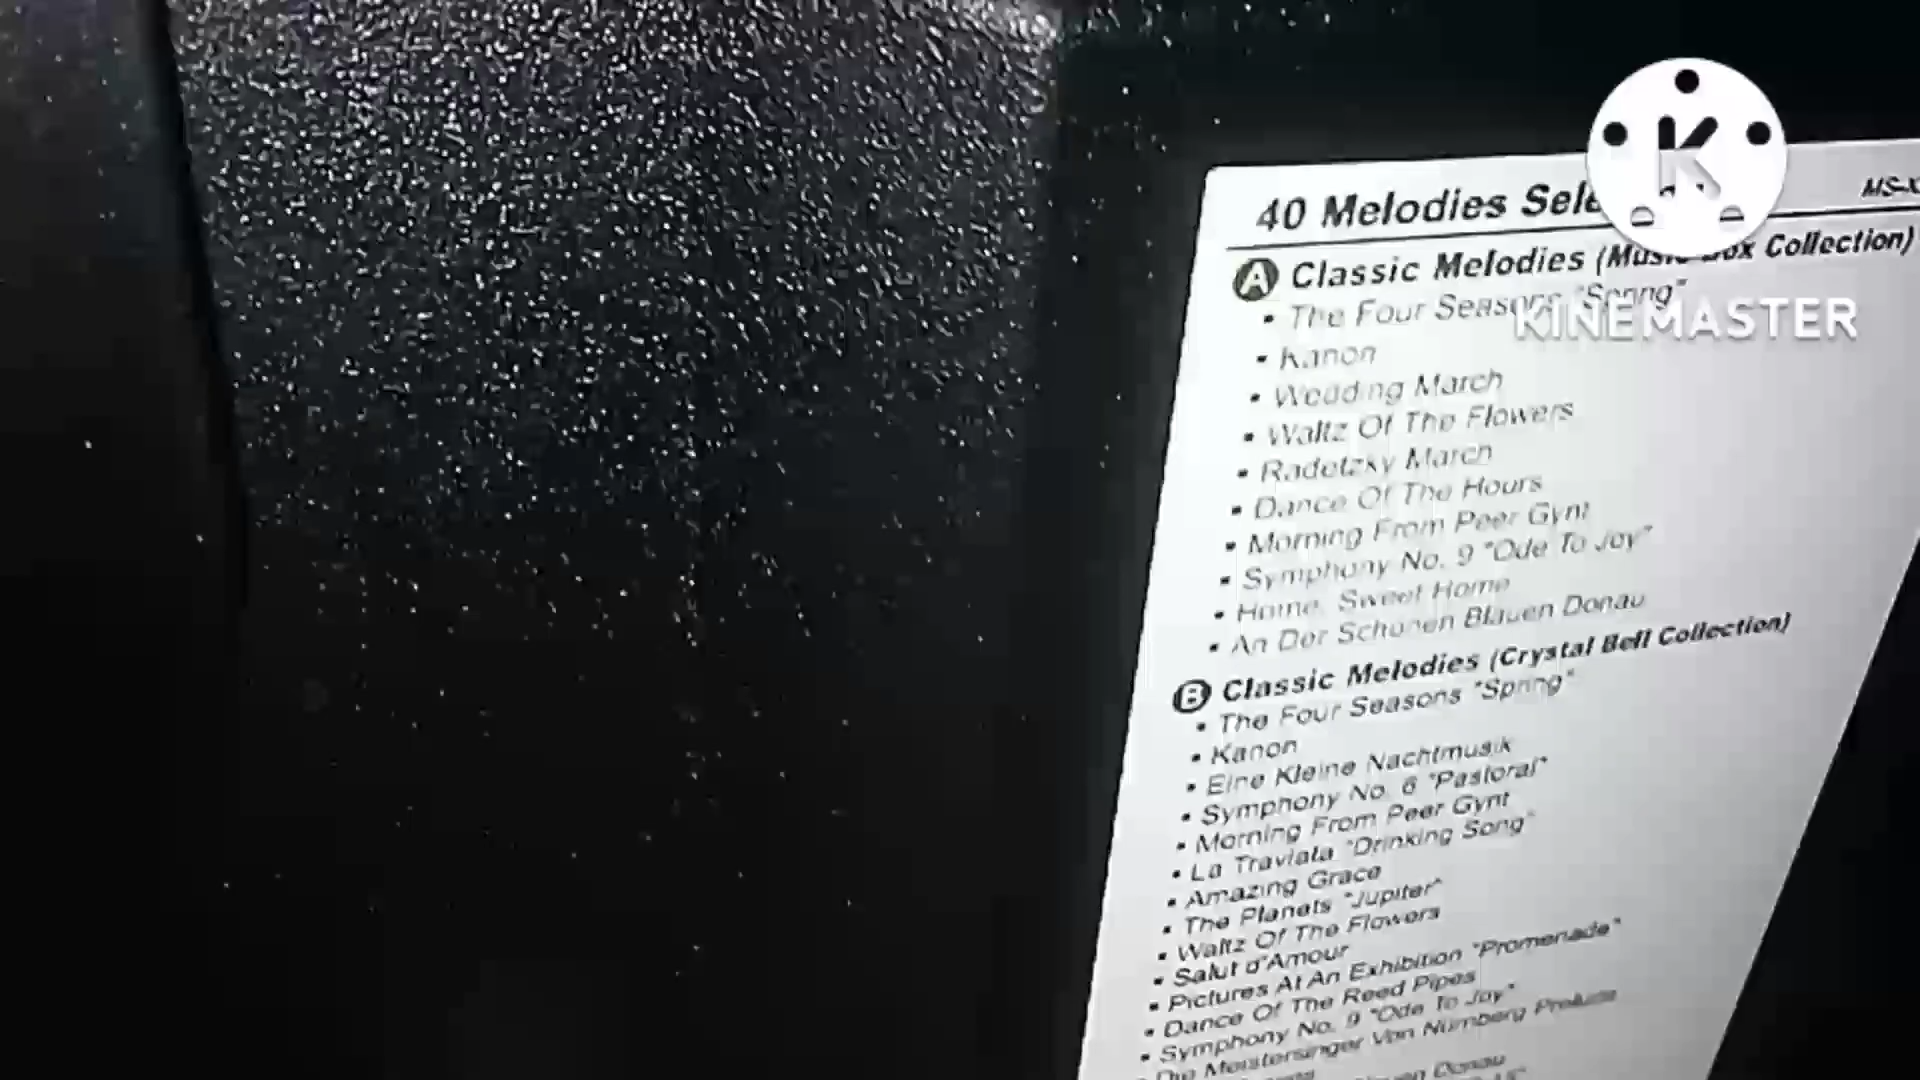 40 Melodies
MS-X
A Classic Melodies (Music Box Collection)
• The Four Seasons "Spring"
KINEMASTER
• Kanon
• Wedding March
• Waltz Of The Flowers
• Radetzky March
• Dance Of The Hours
• Morning From Peer Gynt
• Symphony No. 9 "Ode To Joy"
• Home, Sweet Home
• An Der Schonen Blauen Donau
B Classic Melodies (Crystal Bell Collection)
• The Four Seasons "Spring"
• Kanon
• Eine Kleine Nachtmusik
• Symphony No. 6 "Pastoral"
• Morning From Peer Gynt
• La Traviata "Drinking Song"
• Amazing Grace
• The Planets "Jupiter"
• Waltz Of The Flowers
• Salut d'Amour
• Pictures At An Exhibition "Promenade"
• Dance Of The Reed Pipes
• Symphony No. 9 "Ode To Joy"
• Die Meistersinger Von Nürnberg Prelude
Donau